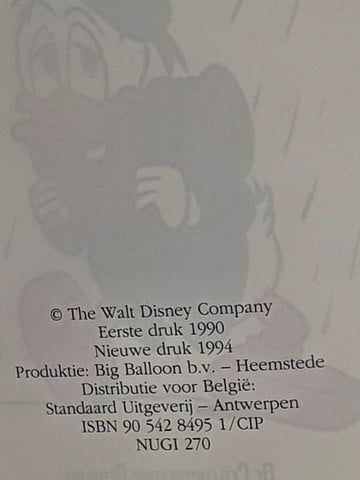 © The Walt Disney Company
Eerste druk 1990
Nieuwe druk 1994
Produktie: Big Balloon b.v. – Heemstede
Distributie voor België:
Standaard Uitgeverij – Antwerpen
ISBN 90 542 8495 1/CIP
NUGI 270